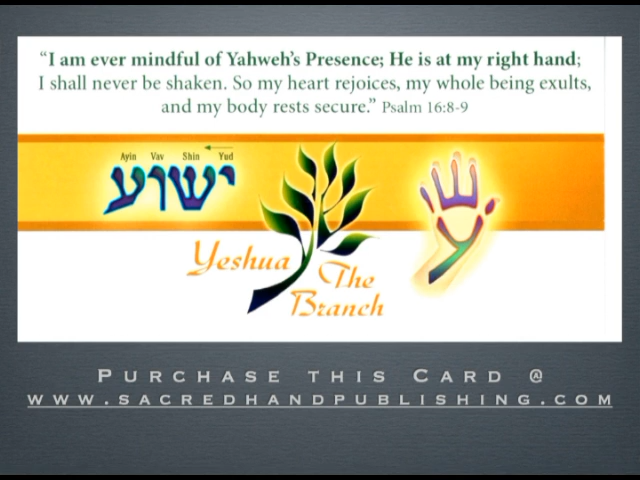 “I am ever mindful of Yahweh’s Presence; He is at my right hand;
I shall never be shaken. So my heart rejoices, my whole being exults,
and my body rests secure.” Psalm 16:8-9
Ayin Vav Shin Yud
ישוע
Yeshua The
Branch
Purchase this Card @
www.sacredhandpublishing.com